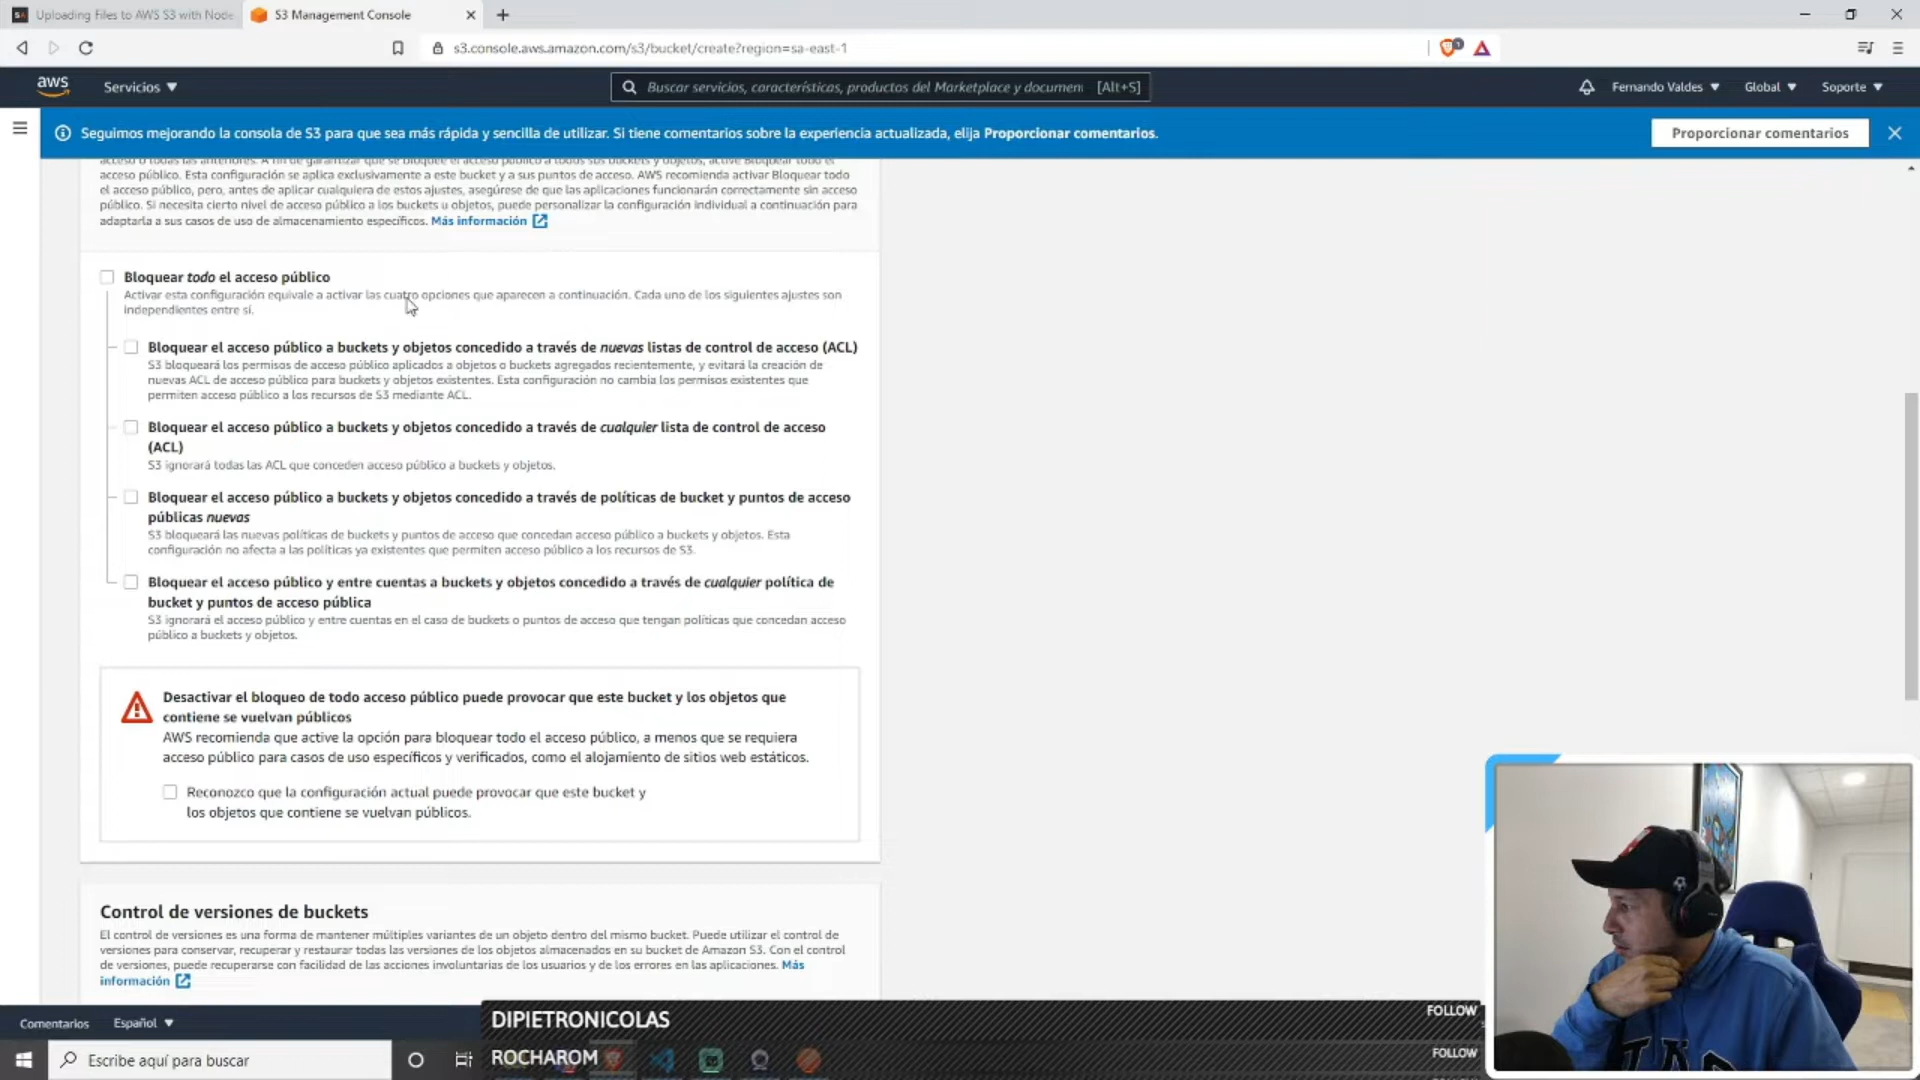 Uploading Files to AWS S3 with Node
S3 Management Console
s3.console.aws.amazon.com/s3/bucket/create?region=sa-east-1
aws
Servicios
Buscar servicios, características, productos del Marketplace y documen [Alt+S]
Fernando Valdes
Global
Soporte
Seguimos mejorando la consola de S3 para que sea más rápida y sencilla de utilizar. Si tiene comentarios sobre la experiencia actualizada, elija Proporcionar comentarios.
Proporcionar comentarios
acceso o todas las anteriores. A fin de garantizar que se bloquee el acceso público a todos sus buckets y objetos, active Bloquear todo el
acceso público. Esta configuración se aplica exclusivamente a este bucket y a sus puntos de acceso. AWS recomienda activar Bloquear todo
el acceso público, pero, antes de aplicar cualquiera de estos ajustes, asegúrese de que las aplicaciones funcionarán correctamente sin acceso
público. Si necesita cierto nivel de acceso público a los buckets u objetos, puede personalizar la configuración individual a continuación para
adaptarla a sus casos de uso de almacenamiento específicos. Más información
Bloquear todo el acceso público
Activar esta configuración equivale a activar las cuatro opciones que aparecen a continuación. Cada uno de los siguientes ajustes son
independientes entre sí.
Bloquear el acceso público a buckets y objetos concedido a través de nuevas listas de control de acceso (ACL)
S3 bloqueará los permisos de acceso público aplicados a objetos o buckets agregados recientemente, y evitará la creación de
nuevas ACL de acceso público para buckets y objetos existentes. Esta configuración no cambia los permisos existentes que
permiten acceso público a los recursos de S3 mediante ACL.
Bloquear el acceso público a buckets y objetos concedido a través de cualquier lista de control de acceso
(ACL)
S3 ignorará todas las ACL que conceden acceso público a buckets y objetos.
Bloquear el acceso público a buckets y objetos concedido a través de políticas de bucket y puntos de acceso
públicas nuevas
S3 bloqueará las nuevas políticas de buckets y puntos de acceso que concedan acceso público a buckets y objetos. Esta
configuración no afecta a las políticas ya existentes que permiten acceso público a los recursos de S3.
Bloquear el acceso público y entre cuentas a buckets y objetos concedido a través de cualquier política de
bucket y puntos de acceso pública
S3 ignorará el acceso público y entre cuentas en el caso de buckets o puntos de acceso que tengan políticas que concedan acceso
público a buckets y objetos.
Desactivar el bloqueo de todo acceso público puede provocar que este bucket y los objetos que
contiene se vuelvan públicos
AWS recomienda que active la opción para bloquear todo el acceso público, a menos que se requiera
acceso público para casos de uso específicos y verificados, como el alojamiento de sitios web estáticos.
Reconozco que la configuración actual puede provocar que este bucket y
los objetos que contiene se vuelvan públicos.
Control de versiones de buckets
El control de versiones es una forma de mantener múltiples variantes de un objeto dentro del mismo bucket. Puede utilizar el control de
versiones para conservar, recuperar y restaurar todas las versiones de los objetos almacenados en su bucket de Amazon S3. Con el control
de versiones, puede recuperarse con facilidad de las acciones involuntarias de los usuarios y de los errores en las aplicaciones. Más
información
Comentarios
Español
DIPIETRONICOLAS
FOLLOW
Escribe aquí para buscar
ROCHAROM
FOLLOW